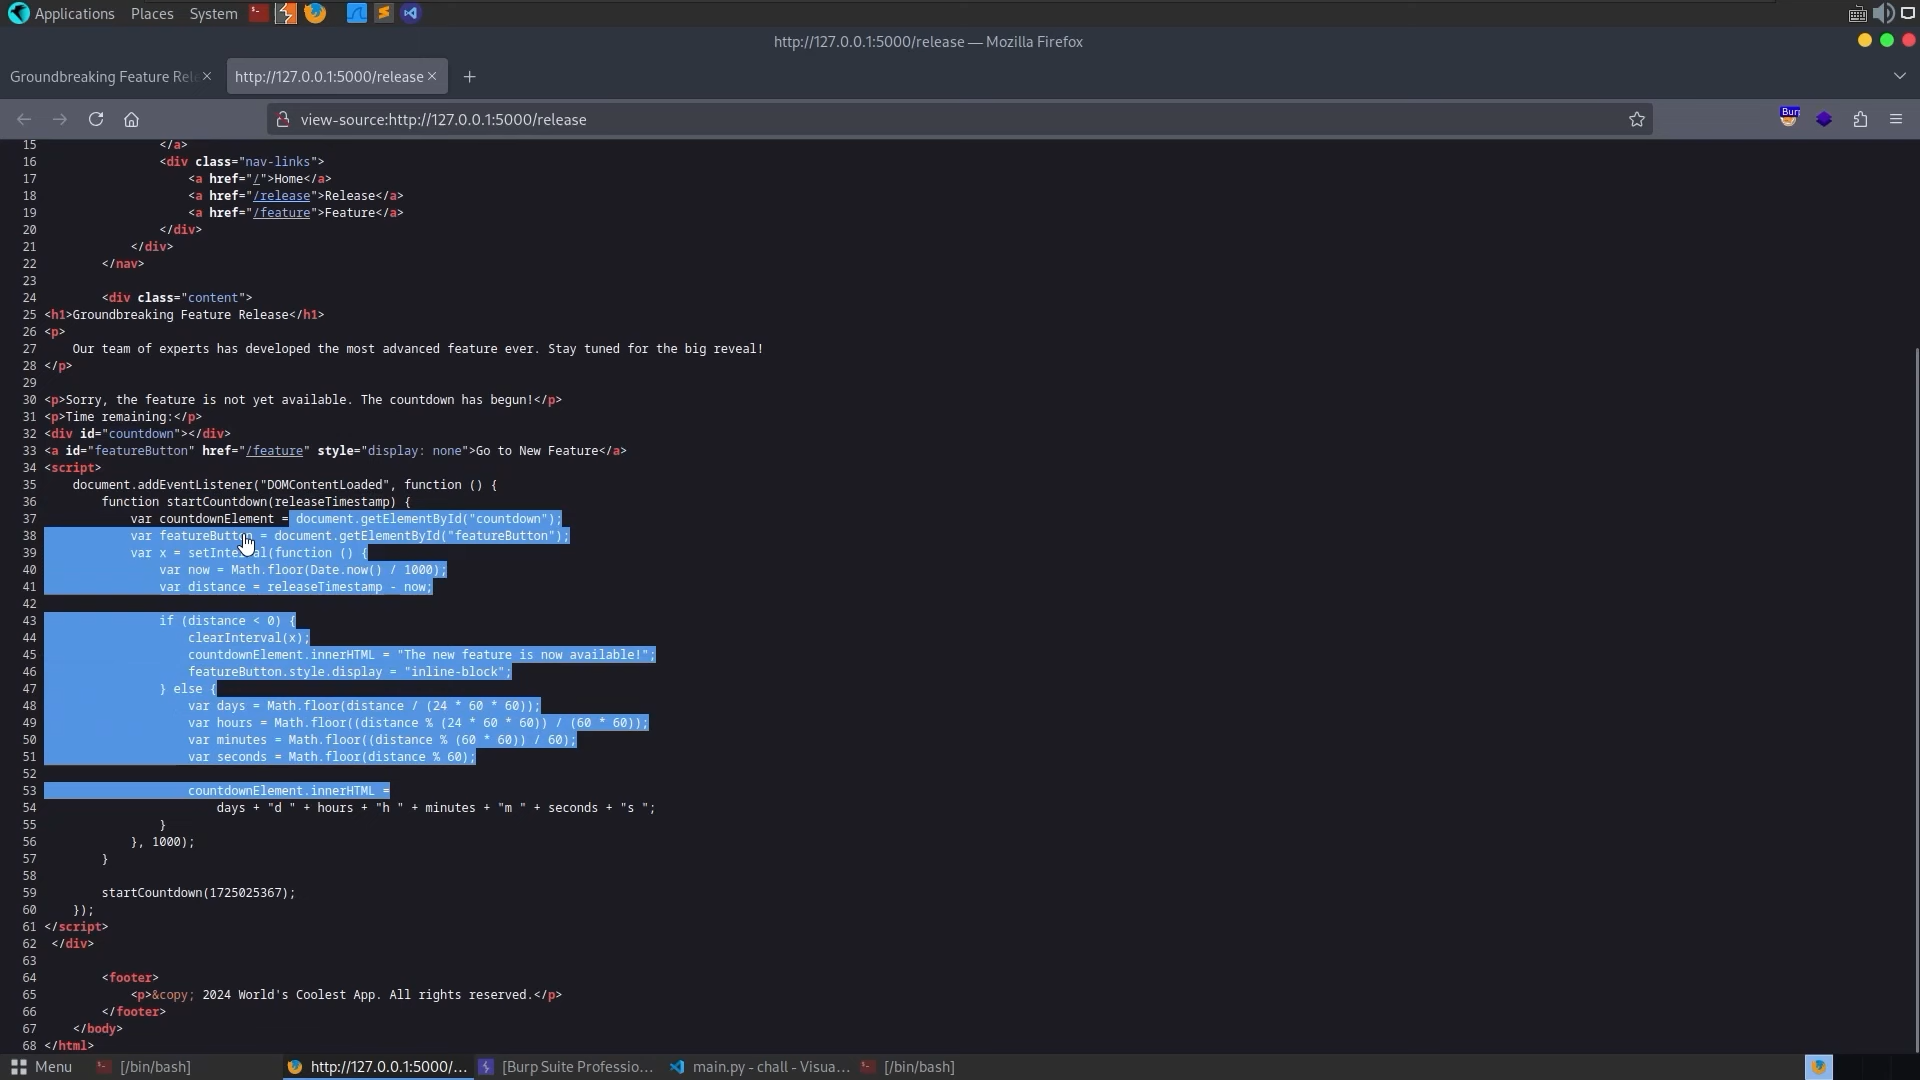 Applications Places System
http://127.0.0.1:5000/release — Mozilla Firefox
Groundbreaking Feature Rel
http://127.0.0.1:5000/release
view-source:http://127.0.0.1:5000/release
15 </a>
16 <div class="nav-links">
17 <a href="/">Home</a>
18 <a href="/release">Release</a>
19 <a href="/feature">Feature</a>
20 </div>
21 </div>
22 </nav>
23
24 <div class="content">
25 <h1>Groundbreaking Feature Release</h1>
26 <p>
27 Our team of experts has developed the most advanced feature ever. Stay tuned for the big reveal!
28 </p>
29
30 <p>Sorry, the feature is not yet available. The countdown has begun!</p>
31 <p>Time remaining:</p>
32 <div id="countdown"></div>
33 <a id="featureButton" href="/feature" style="display: none">Go to New Feature</a>
34 <script>
35 document.addEventListener("DOMContentLoaded", function () {
36 function startCountdown(releaseTimestamp) {
37 var countdownElement = document.getElementById("countdown");
38 var featureButton = document.getElementById("featureButton");
39 var x = setInterval(function () {
40 var now = Math.floor(Date.now() / 1000);
41 var distance = releaseTimestamp - now;
42
43 if (distance < 0) {
44 clearInterval(x);
45 countdownElement.innerHTML = "The new feature is now available!";
46 featureButton.style.display = "inline-block";
47 } else {
48 var days = Math.floor(distance / (24 * 60 * 60));
49 var hours = Math.floor((distance % (24 * 60 * 60)) / (60 * 60));
50 var minutes = Math.floor((distance % (60 * 60)) / 60);
51 var seconds = Math.floor(distance % 60);
52
53 countdownElement.innerHTML =
54 days + "d " + hours + "h " + minutes + "m " + seconds + "s ";
55 }
56 }, 1000);
57 }
58
59 startCountdown(1725025367);
60 });
61 </script>
62 </div>
63
64 <footer>
65 <p>&copy; 2024 World's Coolest App. All rights reserved.</p>
66 </footer>
67 </body>
68 </html>
Menu [/bin/bash] http://127.0.0.1:5000/... [Burp Suite Professio... main.py - chall - Visua... [/bin/bash]